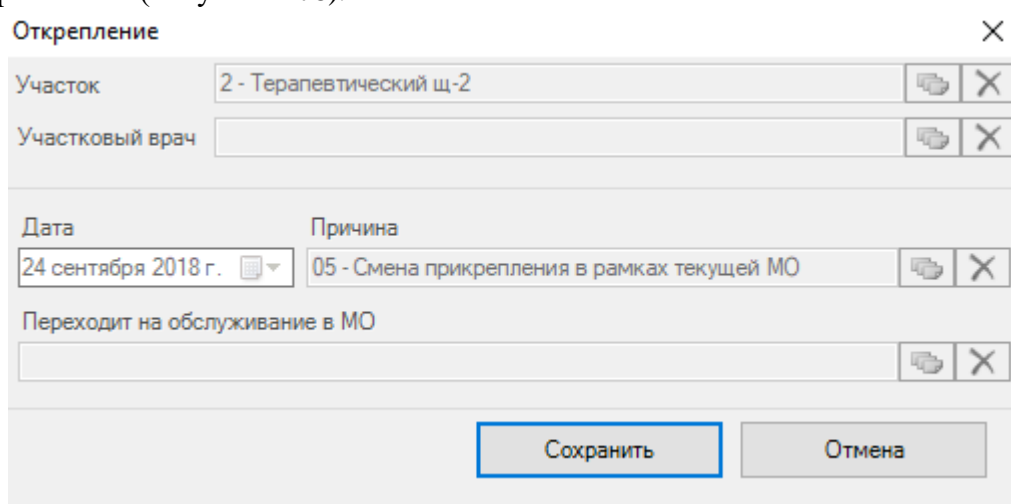 Открепление
Участок 2 - Терапевтический щ-2
Участковый врач
Дата Причина
24 сентября 2018 г. 05 - Смена прикрепления в рамках текущей МО
Переходит на обслуживание в МО
Сохранить Отмена